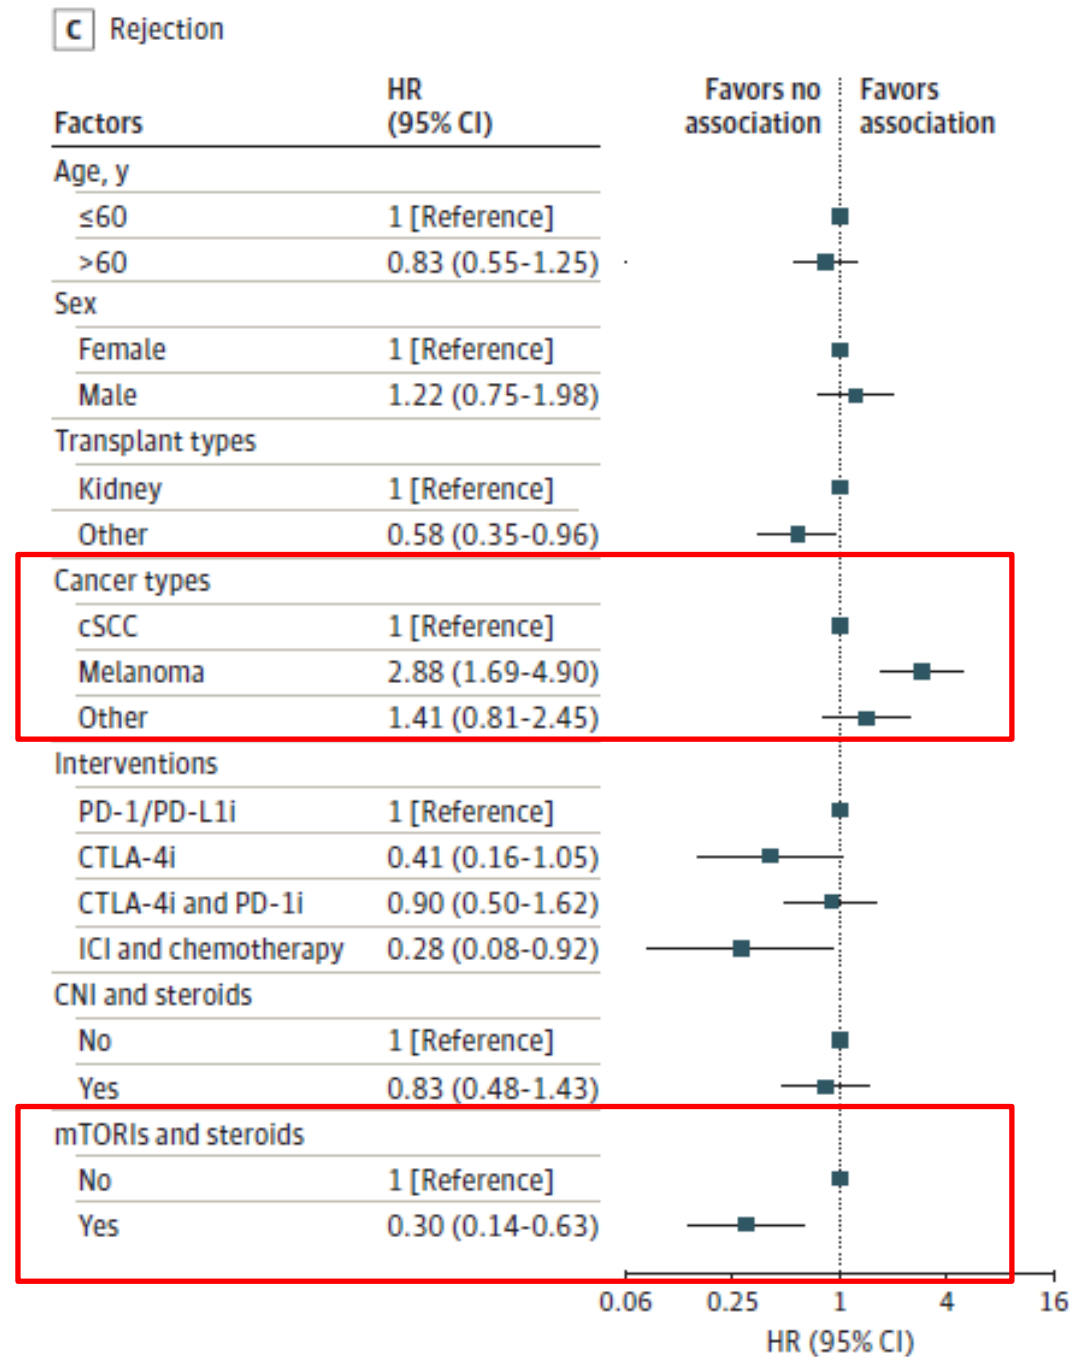 C Rejection
Factors HR (95% CI) Favors no association Favors association
Age, y
≤60 1 [Reference]
>60 0.83 (0.55-1.25)
Sex
Female 1 [Reference]
Male 1.22 (0.75-1.98)
Transplant types
Kidney 1 [Reference]
Other 0.58 (0.35-0.96)
Cancer types
cSCC 1 [Reference]
Melanoma 2.88 (1.69-4.90)
Other 1.41 (0.81-2.45)
Interventions
PD-1/PD-L1i 1 [Reference]
CTLA-4i 0.41 (0.16-1.05)
CTLA-4i and PD-1i 0.90 (0.50-1.62)
ICI and chemotherapy 0.28 (0.08-0.92)
CNI and steroids
No 1 [Reference]
Yes 0.83 (0.48-1.43)
mTORIs and steroids
No 1 [Reference]
Yes 0.30 (0.14-0.63)
0.06 0.25 1 4 16
HR (95% CI)